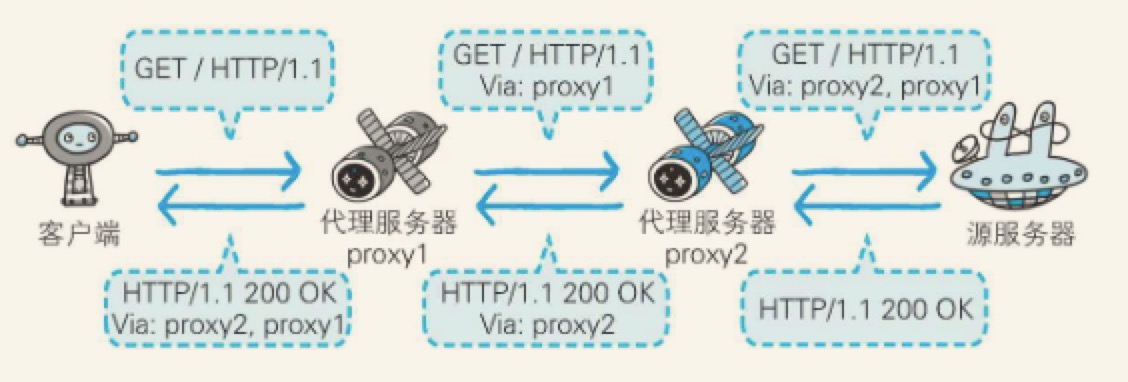 GET / HTTP/1.1
GET / HTTP/1.1
Via: proxy1
GET / HTTP/1.1
Via: proxy2, proxy1
客户端
代理服务器
proxy1
代理服务器
proxy2
源服务器
HTTP/1.1 200 OK
Via: proxy2, proxy1
HTTP/1.1 200 OK
Via: proxy2
HTTP/1.1 200 OK